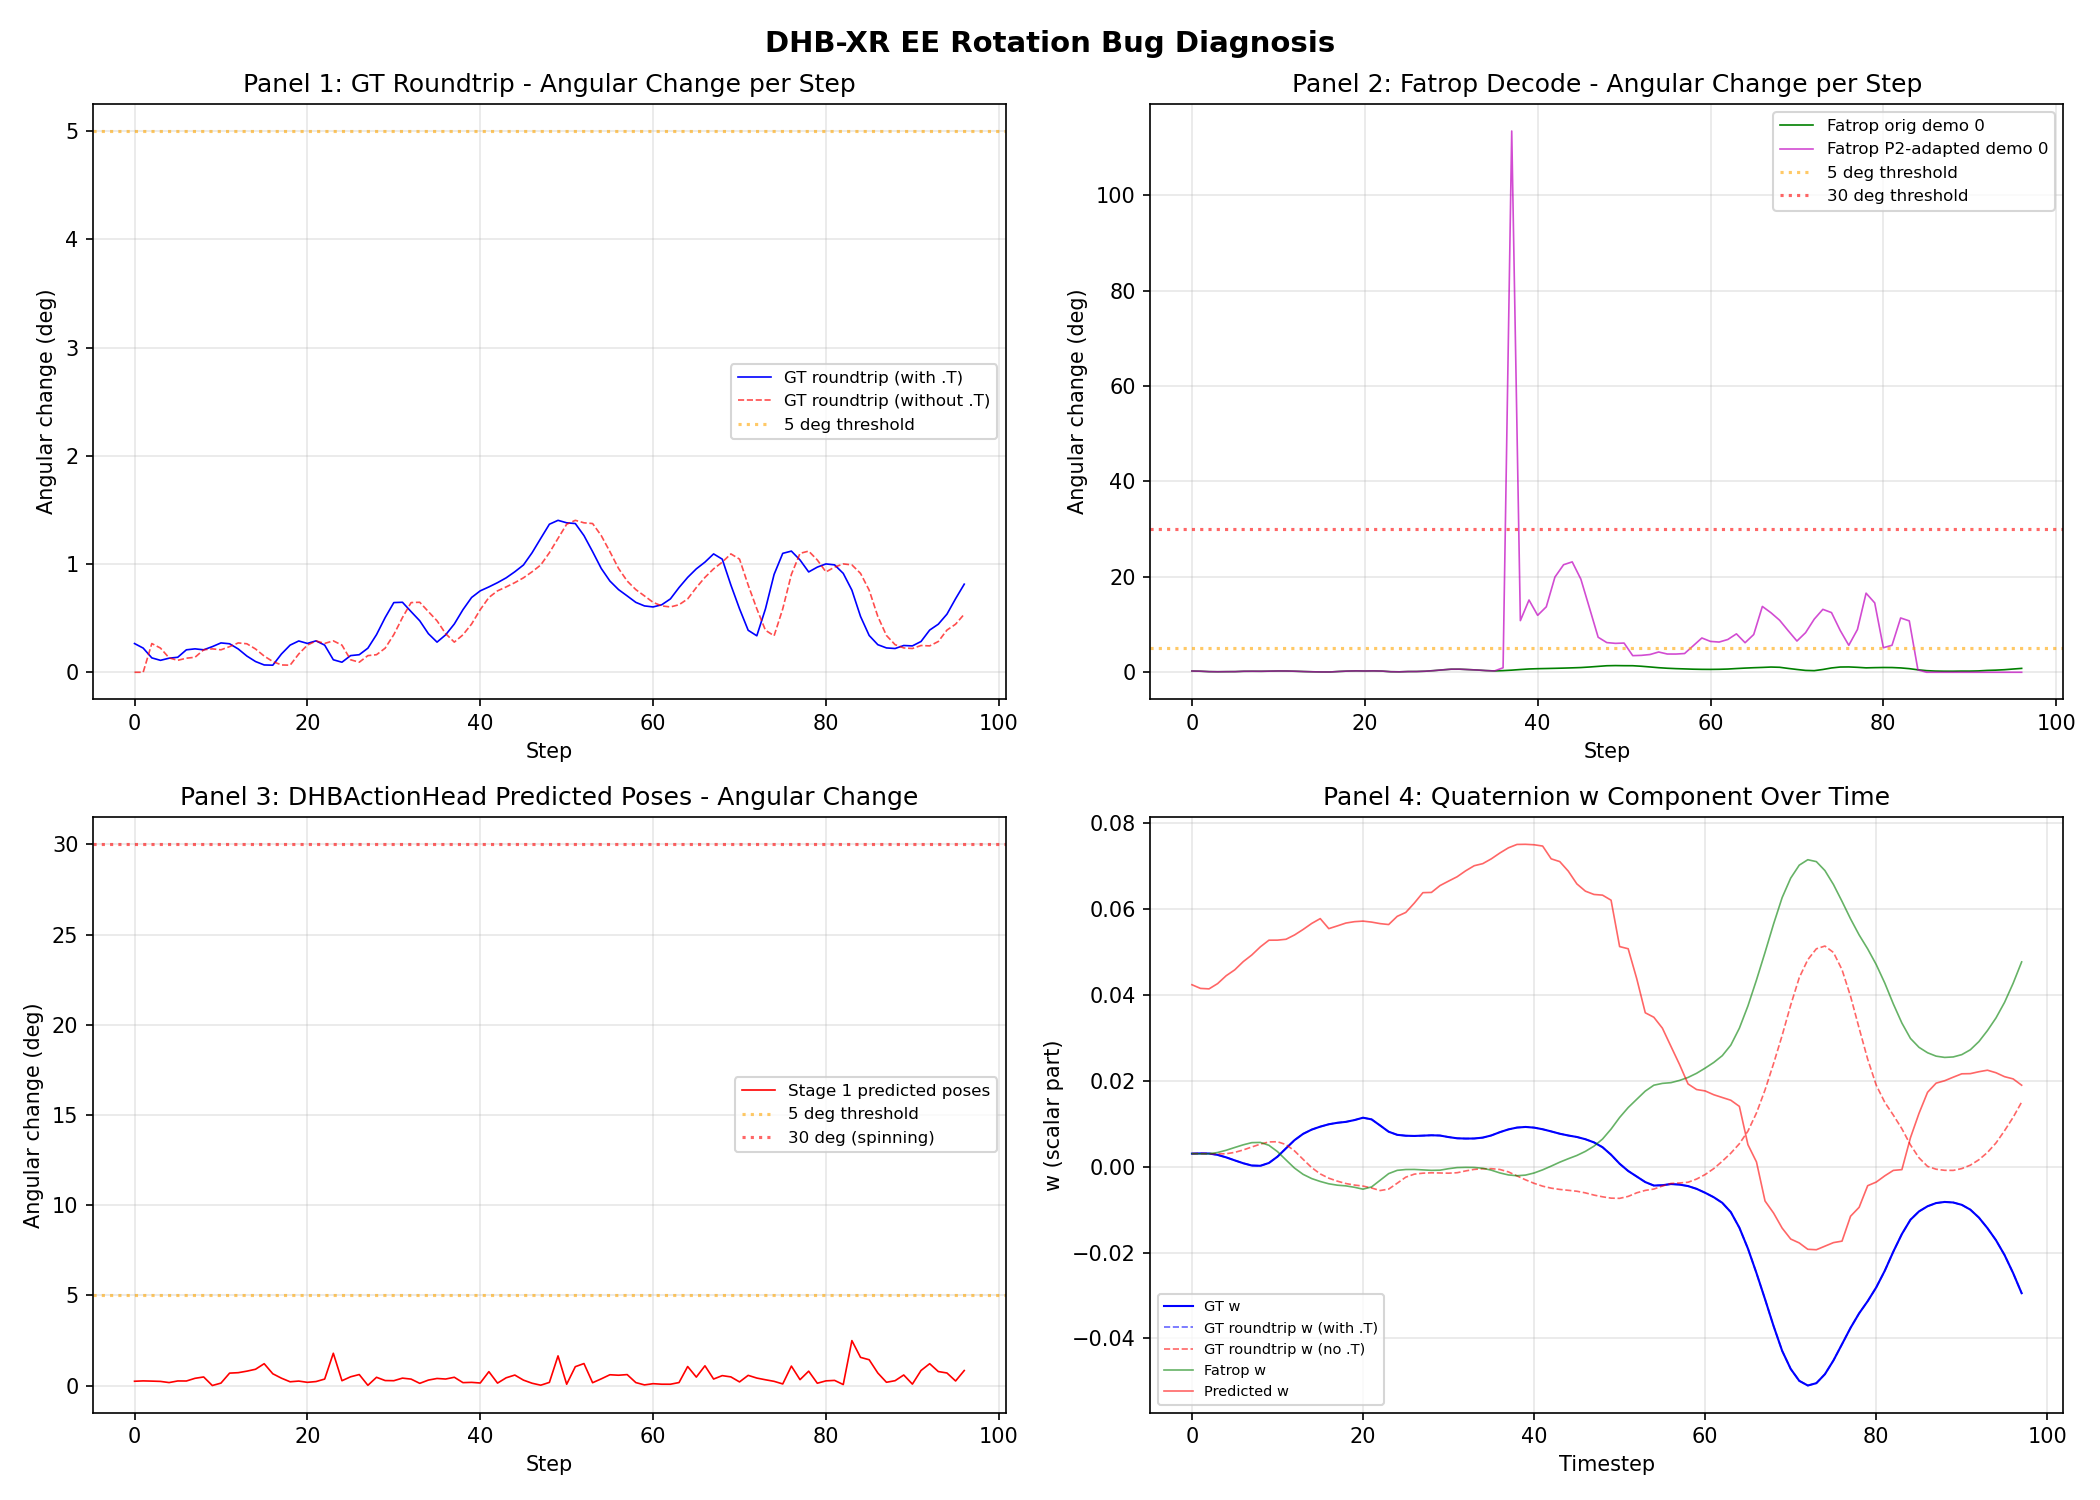 DHB-XR EE Rotation Bug Diagnosis
Panel 1: GT Roundtrip - Angular Change per Step
Angular change (deg)
5
4
3
2
1
0
GT roundtrip (with .T)
GT roundtrip (without .T)
5 deg threshold
0 20 40 60 80 100
Step
Panel 2: Fatrop Decode - Angular Change per Step
Angular change (deg)
100
80
60
40
20
0
Fatrop orig demo 0
Fatrop P2-adapted demo 0
5 deg threshold
30 deg threshold
0 20 40 60 80 100
Step
Panel 3: DHBActionHead Predicted Poses - Angular Change
Angular change (deg)
30
25
20
15
10
5
0
Stage 1 predicted poses
5 deg threshold
30 deg (spinning)
0 20 40 60 80 100
Step
Panel 4: Quaternion w Component Over Time
w (scalar part)
0.08
0.06
0.04
0.02
0.00
−0.02
−0.04
GT w
GT roundtrip w (with .T)
GT roundtrip w (no .T)
Fatrop w
Predicted w
0 20 40 60 80 100
Timestep